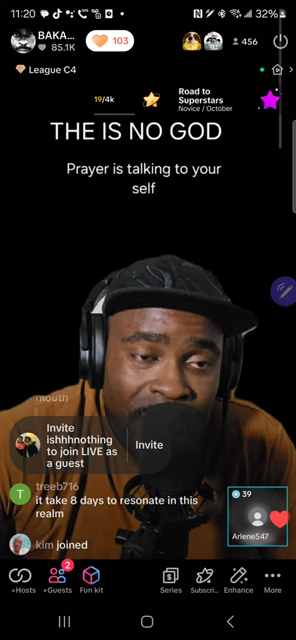 11:20
32%
BAKA...
85.1K
103
456
League C4
19/4k
Road to
Superstars
Novice / October
THE IS NO GOD
Prayer is talking to your
self
mouth
Invite
ishhhnothing
to join LIVE as
a guest
Invite
T
treeb716
it take 8 days to resonate in this
realm
kim joined
39
Arlene547
2
+Hosts
+Guests
Fun kit
Series
Subscri...
Enhance
More